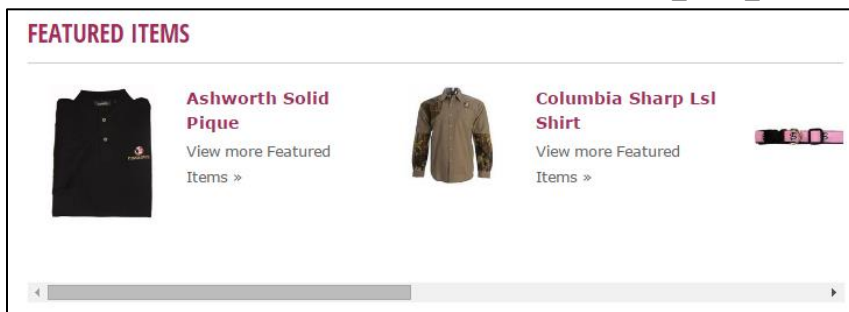 FEATURED ITEMS
Ashworth Solid
Pique
View more Featured
Items »
Columbia Sharp Lsl
Shirt
View more Featured
Items »